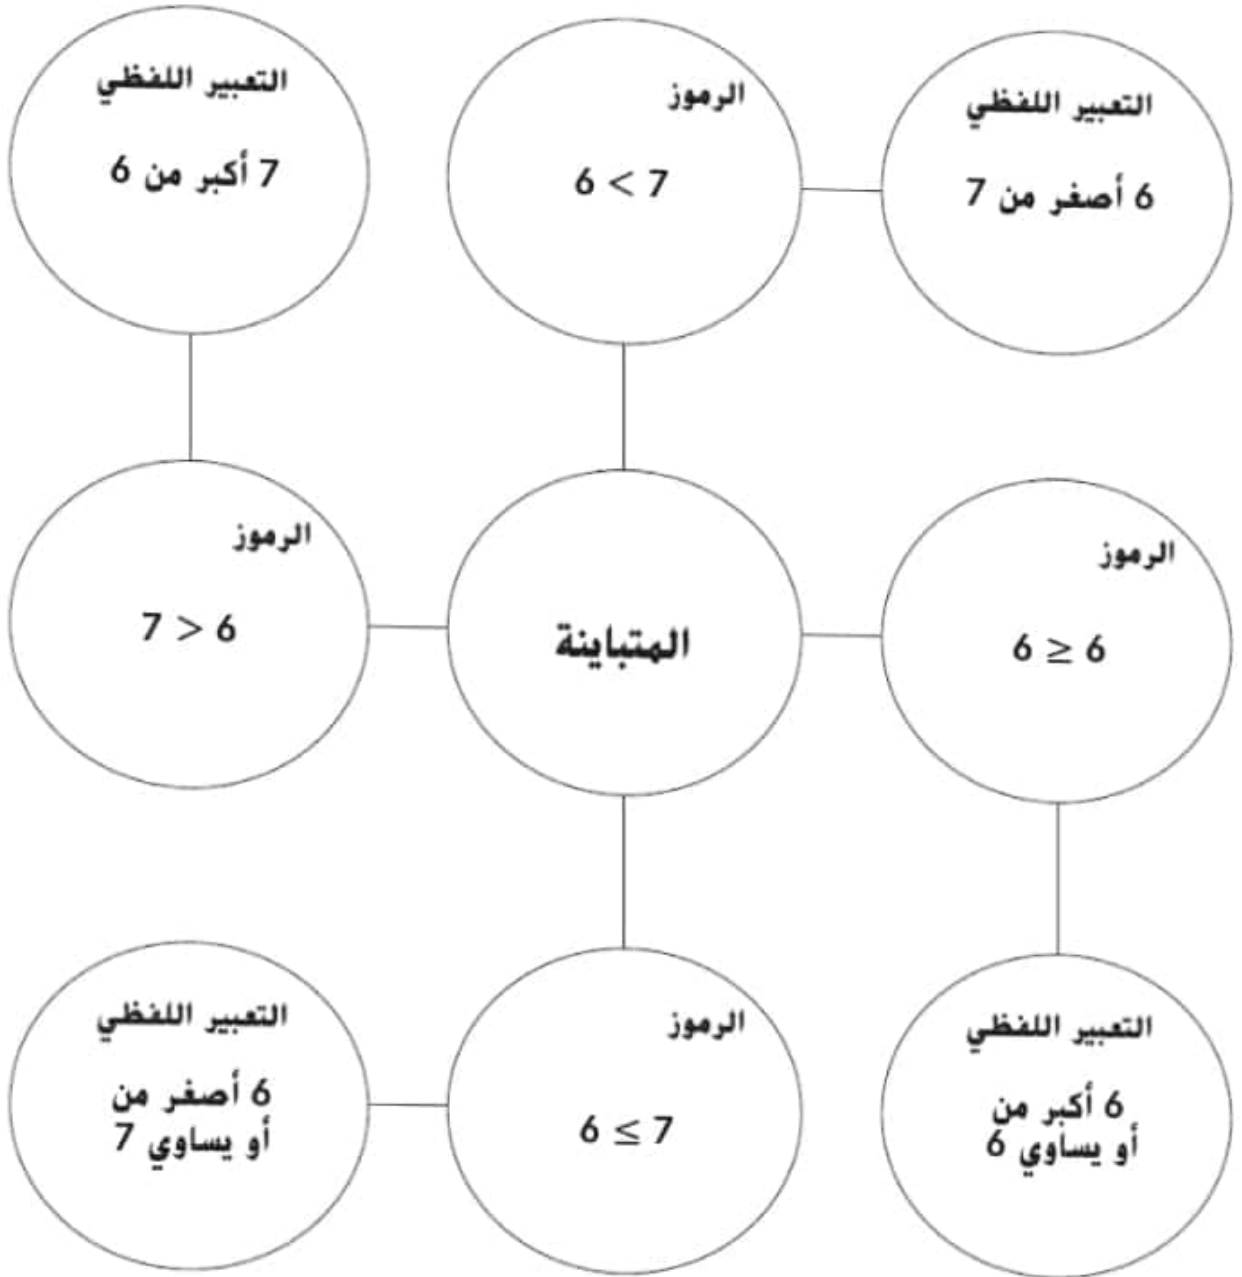 التعبير اللفظي
6 أصغر من 7
الرموز
6 < 7
التعبير اللفظي
7 أكبر من 6
الرموز
6 ≥ 6
المتباينة
الرموز
7 > 6
التعبير اللفظي
6 أكبر من
أو يساوي 6
الرموز
6 ≤ 7
التعبير اللفظي
6 أصغر من
أو يساوي 7